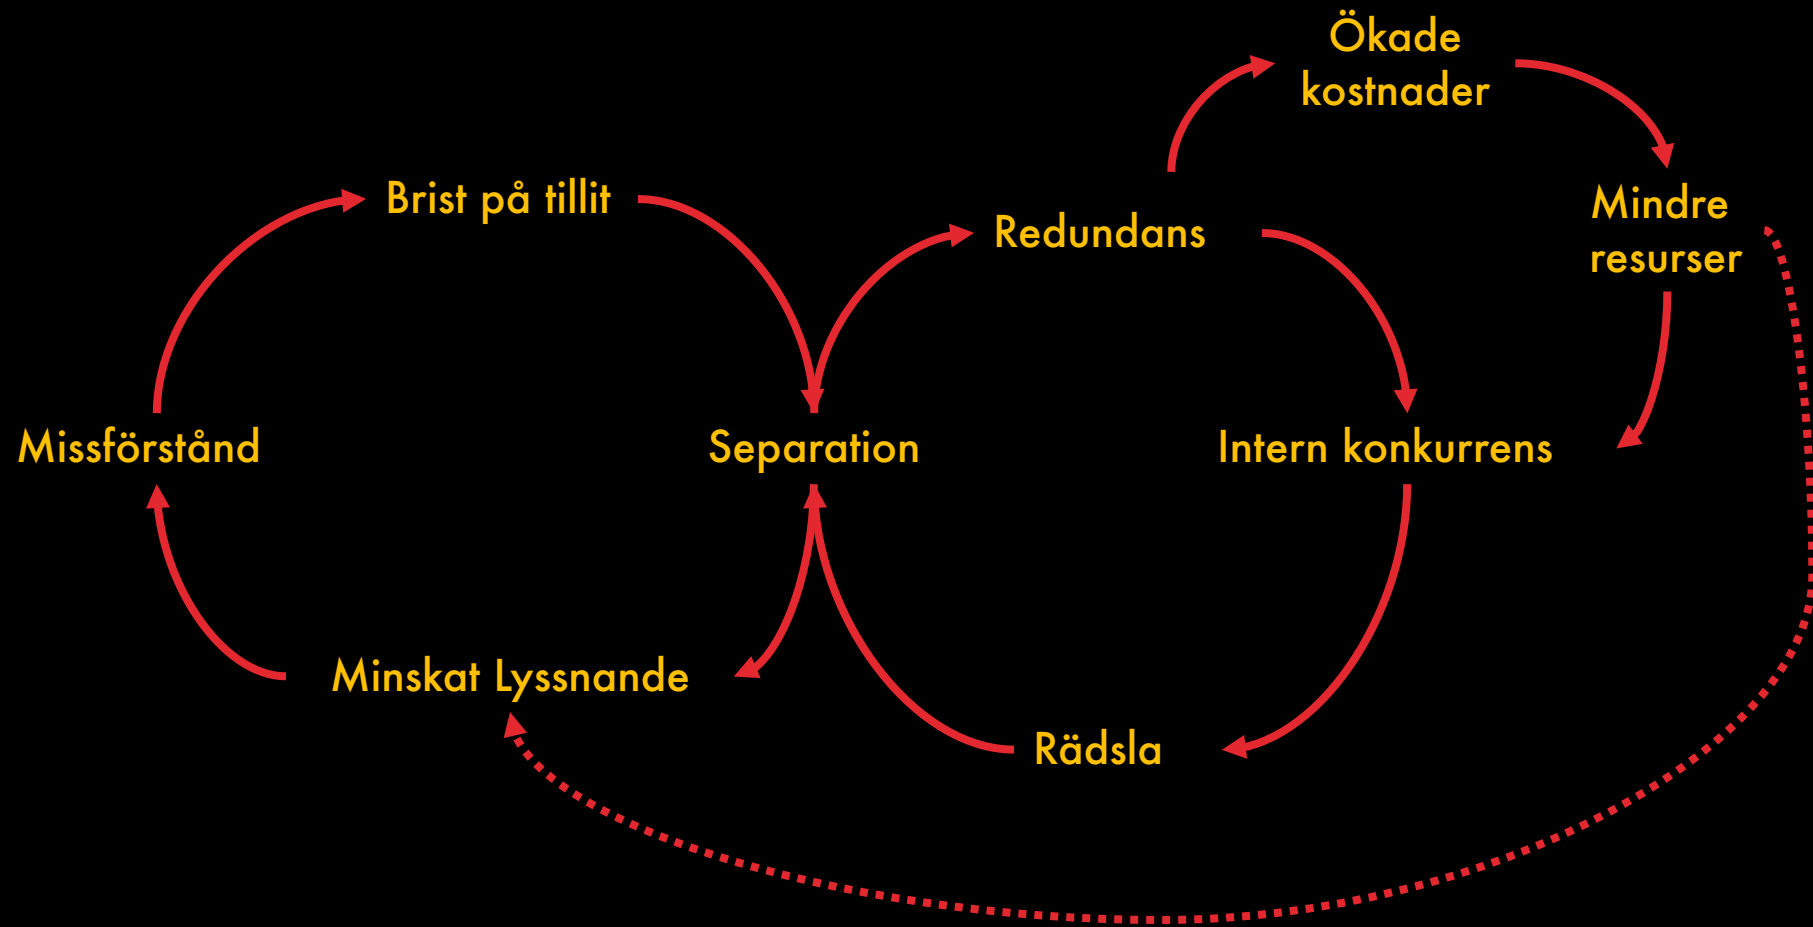 Ökade
kostnader
Brist på tillit
Redundans
Mindre
resurser
Missförstånd
Separation
Intern konkurrens
Minskat Lyssnande
Rädsla